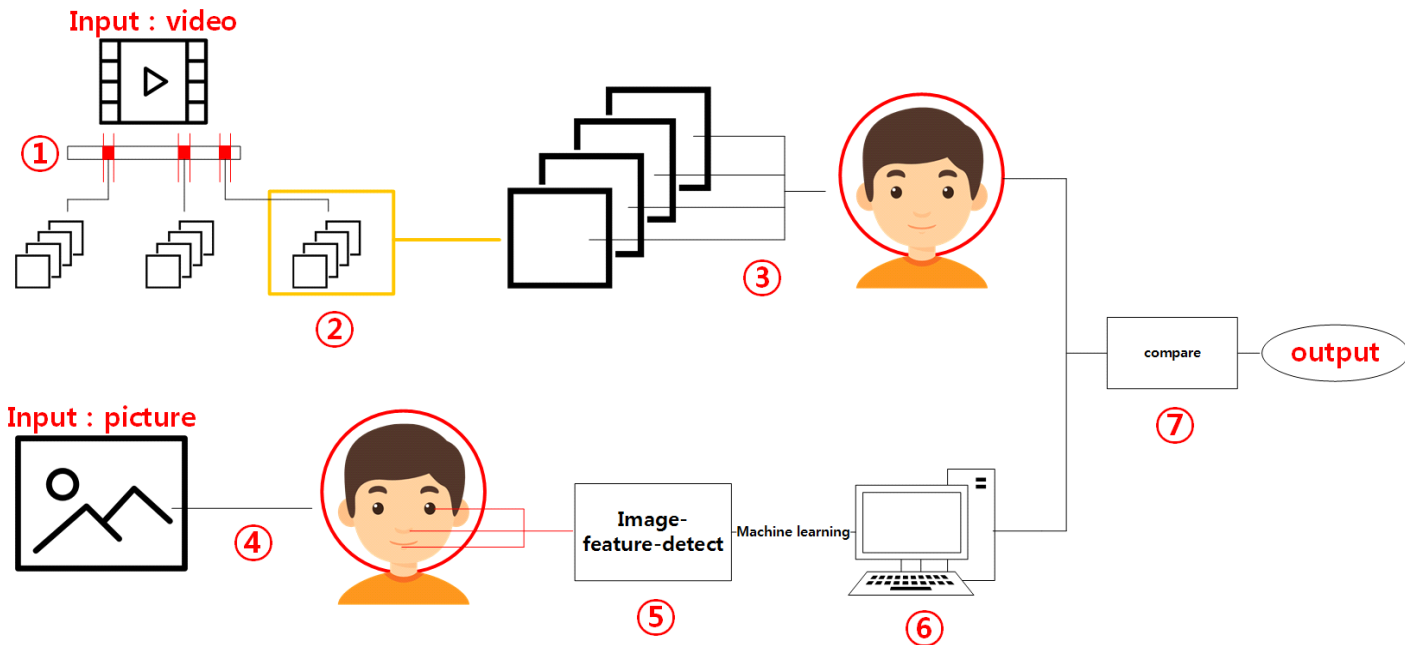 Input : video
①
②
③
Input : picture
④
Image-
feature-detect
⑤
Machine learning
⑥
compare
⑦
output